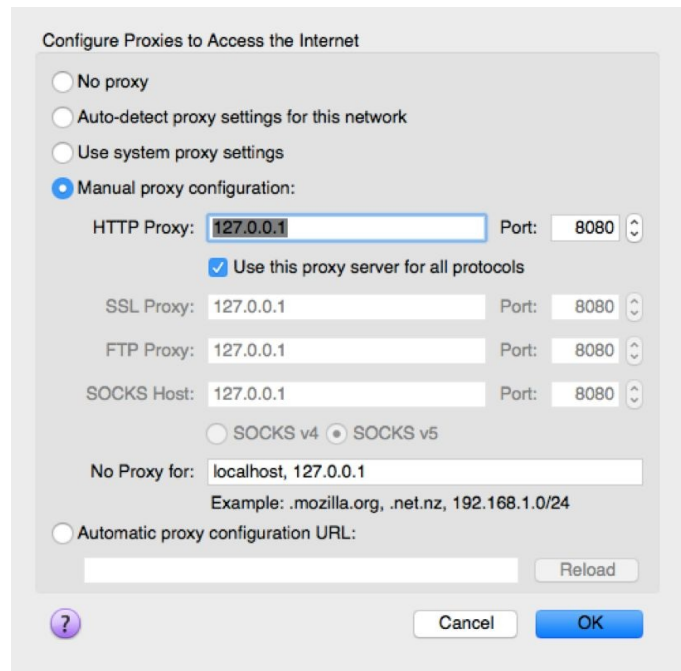 Configure Proxies to Access the Internet
No proxy
Auto-detect proxy settings for this network
Use system proxy settings
Manual proxy configuration:
HTTP Proxy: 127.0.0.1 Port: 8080
Use this proxy server for all protocols
SSL Proxy: 127.0.0.1 Port: 8080
FTP Proxy: 127.0.0.1 Port: 8080
SOCKS Host: 127.0.0.1 Port: 8080
SOCKS v4 SOCKS v5
No Proxy for: localhost, 127.0.0.1
Example: .mozilla.org, .net.nz, 192.168.1.0/24
Automatic proxy configuration URL:
Reload
? Cancel OK